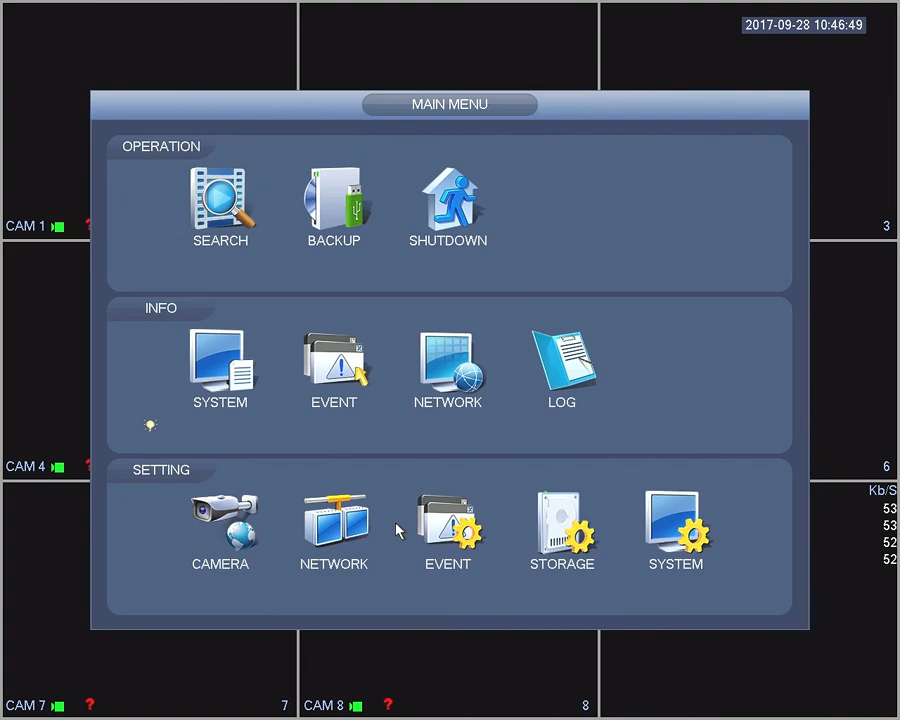 2017-09-28 10:46:49
MAIN MENU
OPERATION
SEARCH BACKUP SHUTDOWN
CAM 1 ? 3
INFO
SYSTEM EVENT NETWORK LOG
CAM 4 ? 6
SETTING
Kb/S
53
53
52
52
CAMERA NETWORK EVENT STORAGE SYSTEM
CAM 7 ? 7 CAM 8 ? 8